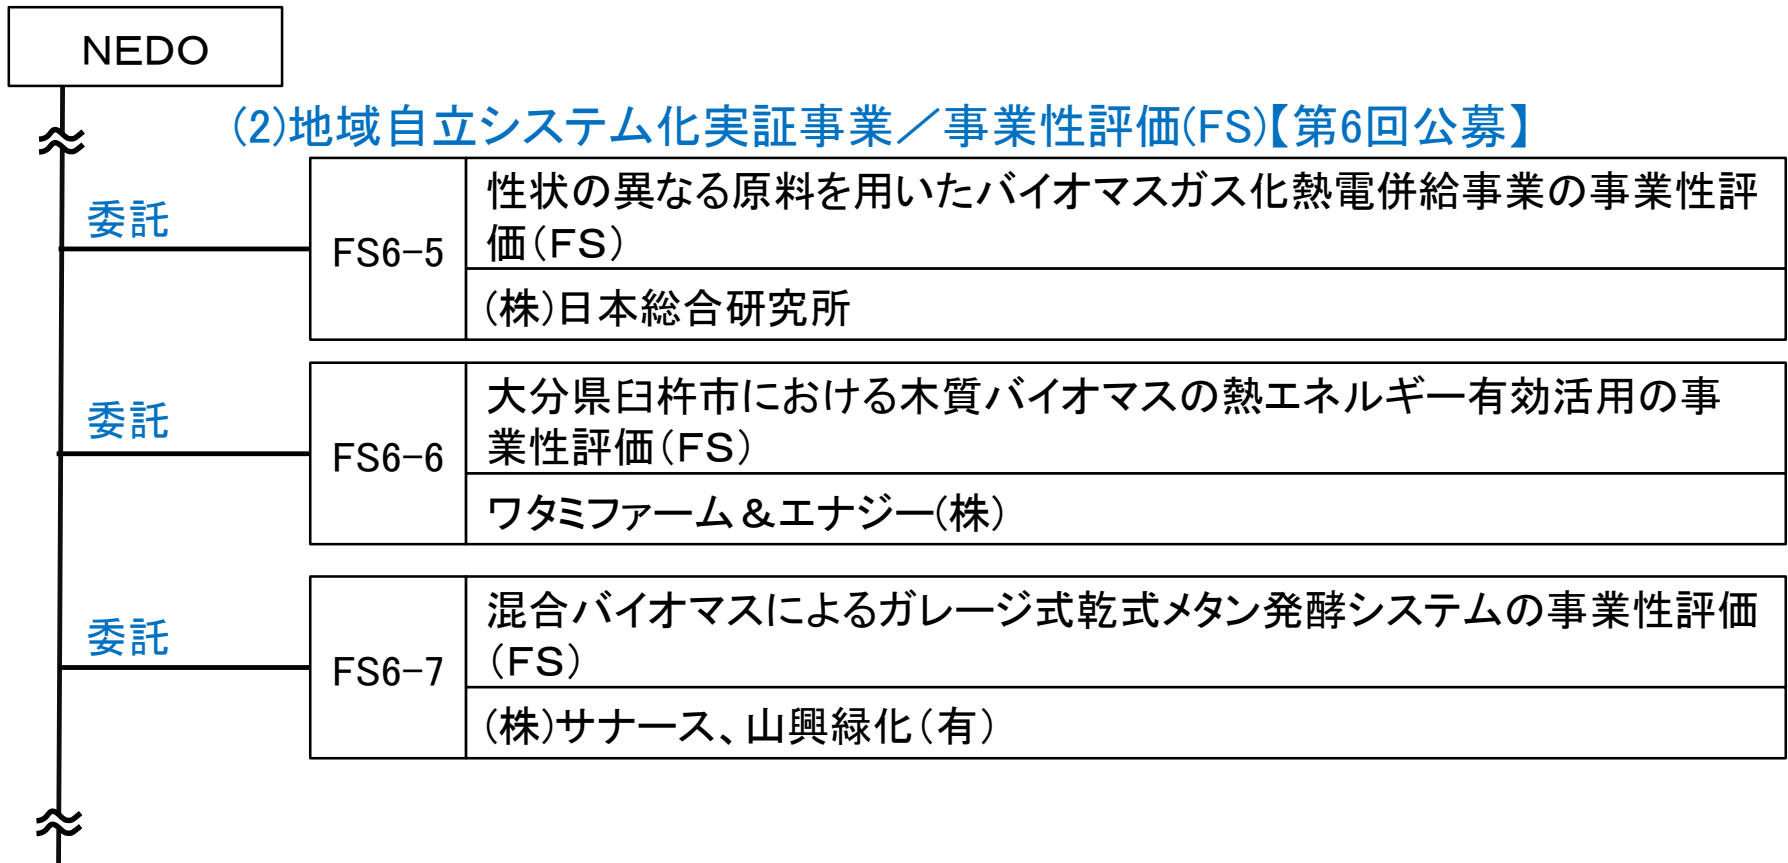 NEDO
(2)地域自立システム化実証事業／事業性評価(FS)【第6回公募】
委託
FS6-5
性状の異なる原料を用いたバイオマスガス化熱電併給事業の事業性評
価（FS）
(株)日本総合研究所
委託
FS6-6
大分県臼杵市における木質バイオマスの熱エネルギー有効活用の事
業性評価（FS）
ワタミファーム＆エナジー(株)
委託
FS6-7
混合バイオマスによるガレージ式乾式メタン発酵システムの事業性評価
（FS）
(株)サナース、山興緑化（有）